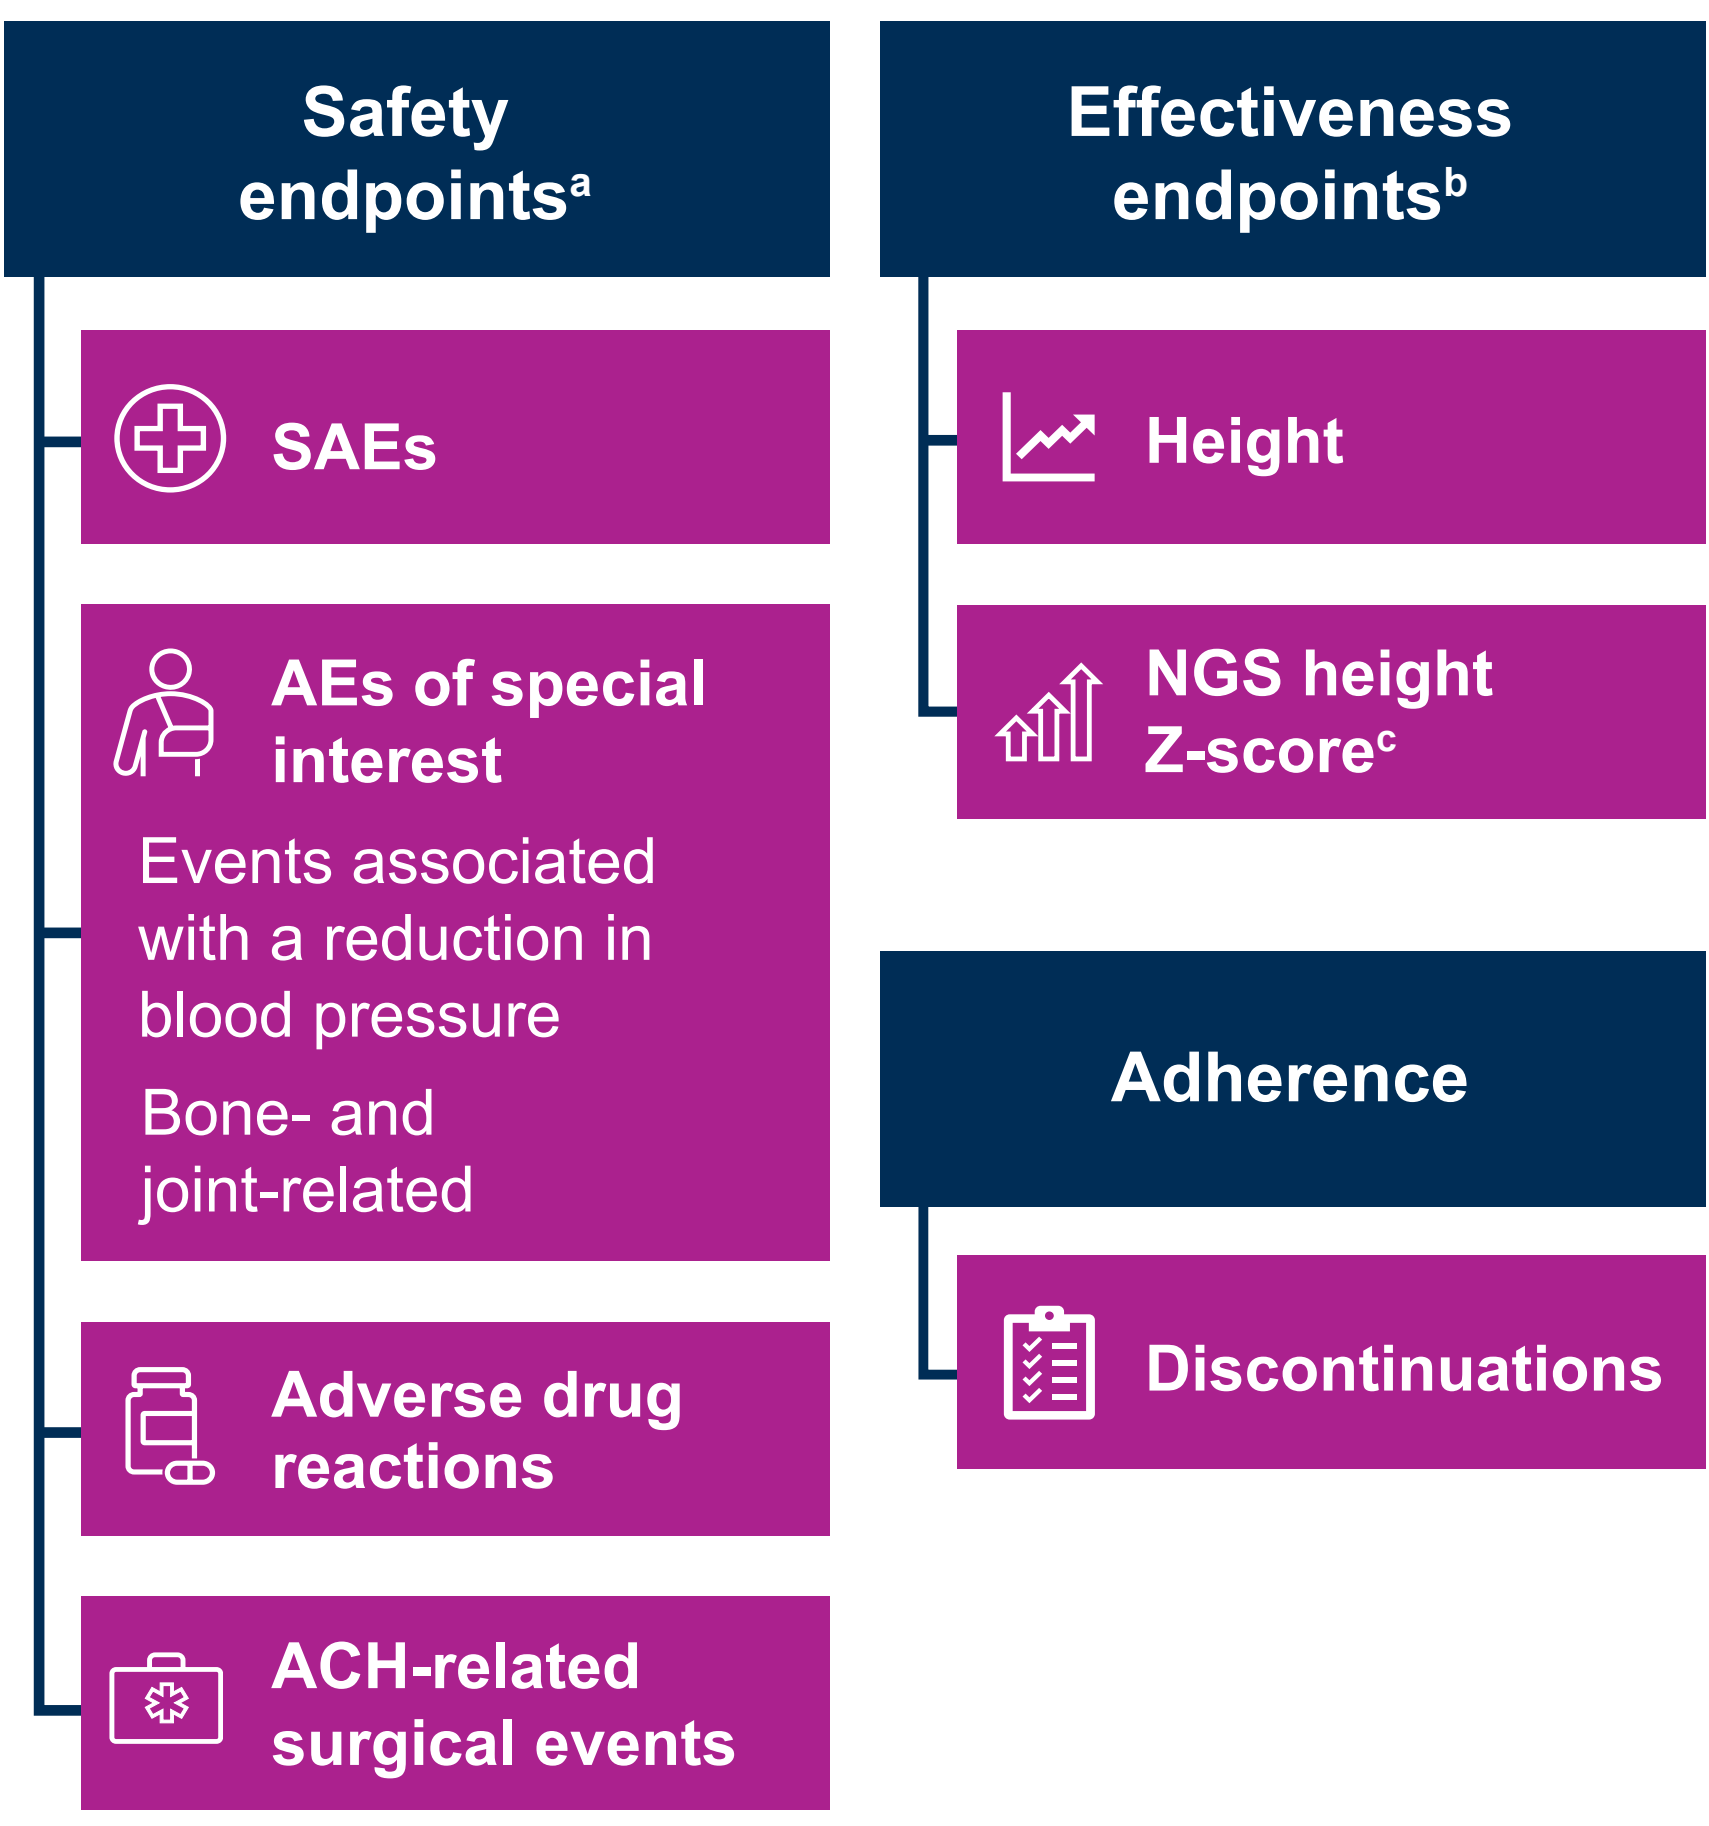 Safety
endpointsᵃ
SAEs
AEs of special
interest
Events associated
with a reduction in
blood pressure
Bone- and
joint-related
Adverse drug
reactions
ACH-related
surgical events
Effectiveness
endpointsᵇ
Height
NGS height
Z-scoreᶜ
Adherence
Discontinuations